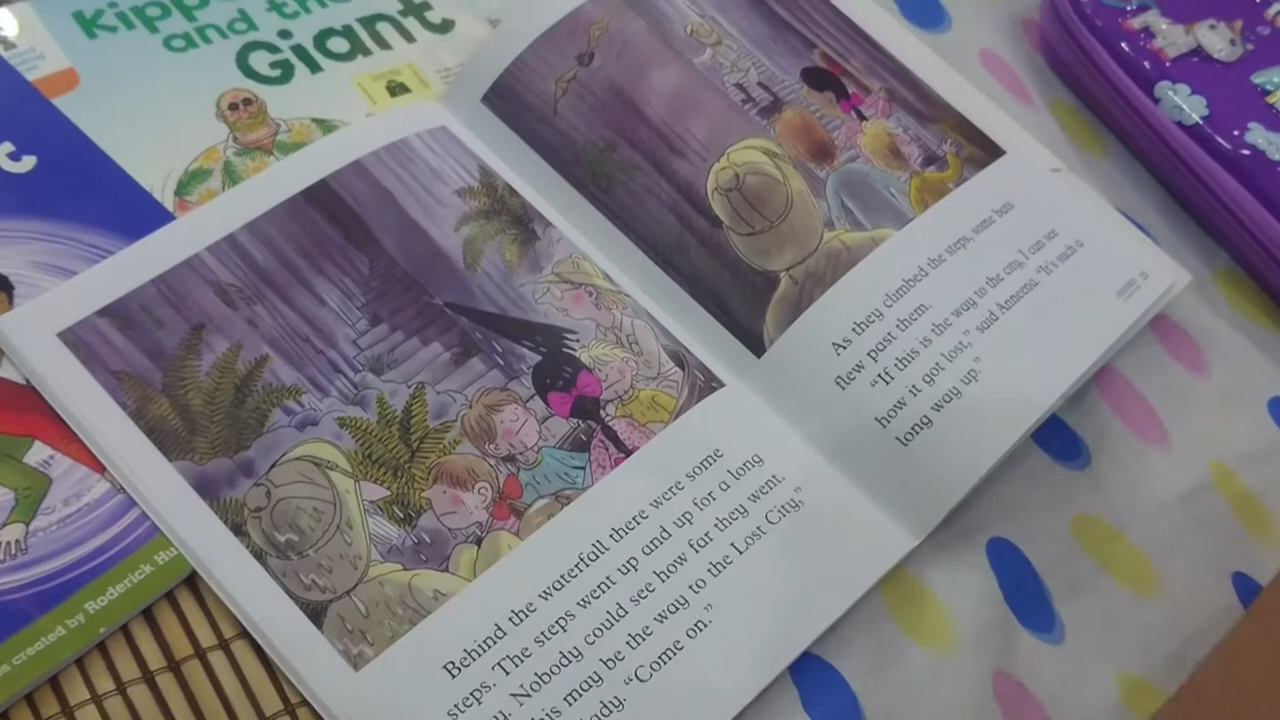 Kipper
and the
Giant
c
created by Roderick Hu
Behind the waterfall there were some
steps. The steps went up and up for a long
Nobody could see how far they went.
this may be the way to the Lost City,"
"Come on."
As they climbed the steps, some bats
flew past them.
"If this is the way to the city, I can see
how it got lost," said Anneena. "It's such a
long way up."